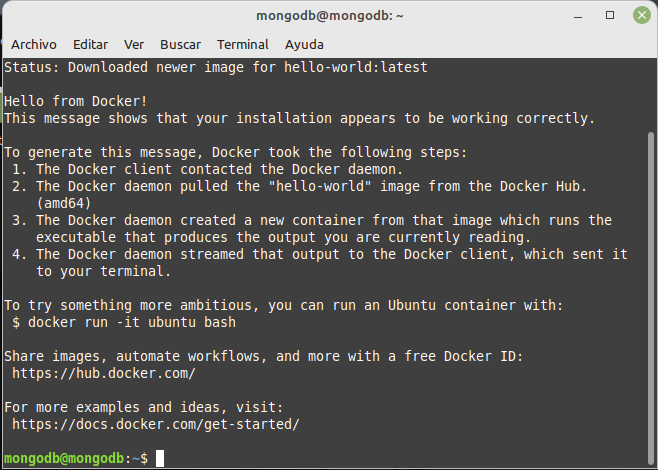 mongodb@mongodb: ~
Archivo Editar Ver Buscar Terminal Ayuda
Status: Downloaded newer image for hello-world:latest
Hello from Docker!
This message shows that your installation appears to be working correctly.
To generate this message, Docker took the following steps:
1. The Docker client contacted the Docker daemon.
2. The Docker daemon pulled the "hello-world" image from the Docker Hub.
(amd64)
3. The Docker daemon created a new container from that image which runs the
executable that produces the output you are currently reading.
4. The Docker daemon streamed that output to the Docker client, which sent it
to your terminal.
To try something more ambitious, you can run an Ubuntu container with:
$ docker run -it ubuntu bash
Share images, automate workflows, and more with a free Docker ID:
https://hub.docker.com/
For more examples and ideas, visit:
https://docs.docker.com/get-started/
mongodb@mongodb:~$